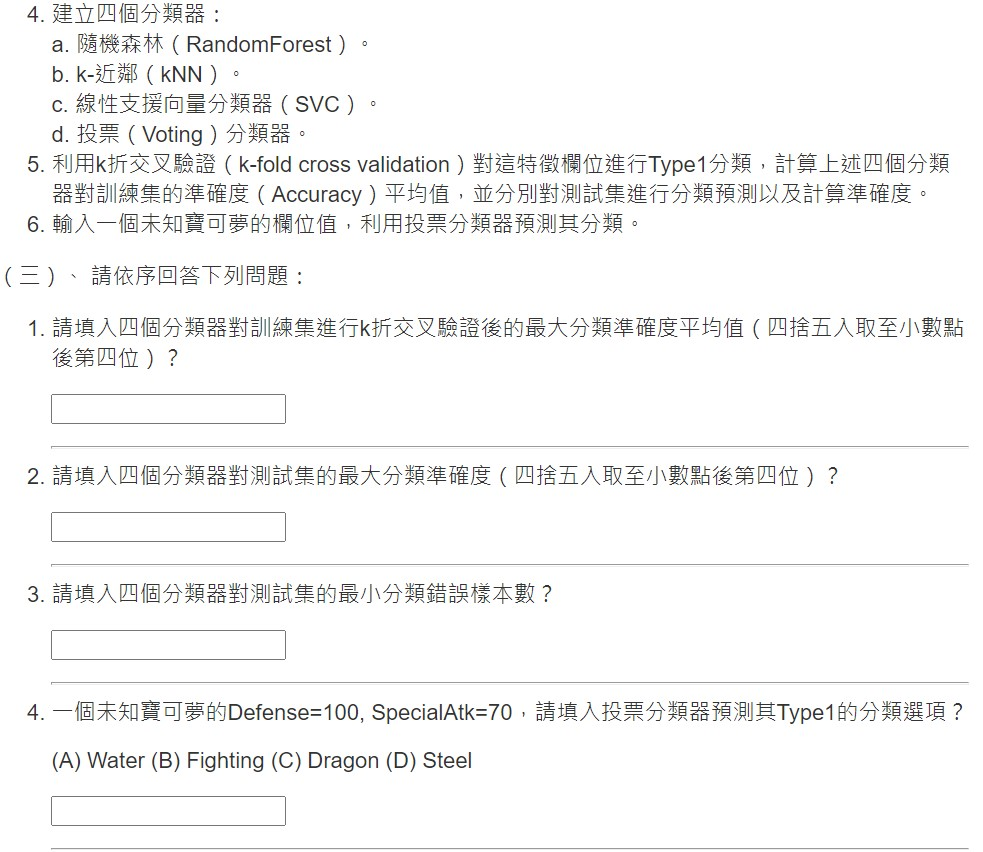 4. 建立四個分類器：
a. 隨機森林（RandomForest）。
b. k-近鄰（kNN）。
c. 線性支援向量分類器（SVC）。
d. 投票（Voting）分類器。
5. 利用k折交叉驗證（k-fold cross validation）對這特徵欄位進行Type1分類，計算上述四個分類
器對訓練集的準確度（Accuracy）平均值，並分別對測試集進行分類預測以及計算準確度。
6. 輸入一個未知寶可夢的欄位值，利用投票分類器預測其分類。
（三）、 請依序回答下列問題：
1. 請填入四個分類器對訓練集進行k折交叉驗證後的最大分類準確度平均值（四捨五入取至小數點
後第四位）？
2. 請填入四個分類器對測試集的最大分類準確度（四捨五入取至小數點後第四位）？
3. 請填入四個分類器對測試集的最小分類錯誤樣本數？
4. 一個未知寶可夢的Defense=100, SpecialAtk=70，請填入投票分類器預測其Type1的分類選項？
(A) Water (B) Fighting (C) Dragon (D) Steel